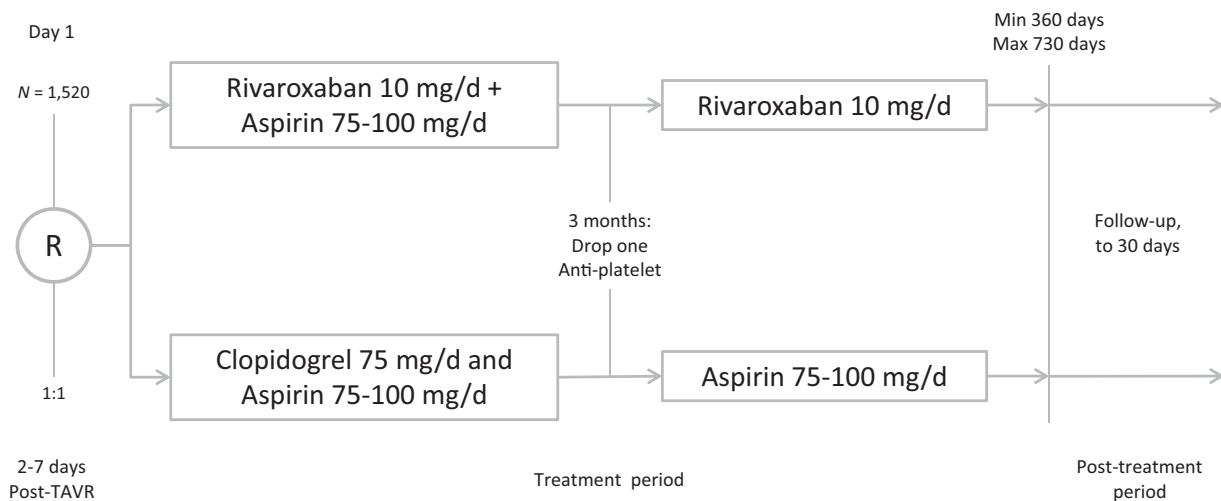 Day 1
N = 1,520
R
1:1
2-7 days
Post-TAVR
Rivaroxaban 10 mg/d +
Aspirin 75-100 mg/d
Clopidogrel 75 mg/d and
Aspirin 75-100 mg/d
3 months:
Drop one
Anti-platelet
Rivaroxaban 10 mg/d
Aspirin 75-100 mg/d
Treatment period
Min 360 days
Max 730 days
Follow-up,
to 30 days
Post-treatment
period